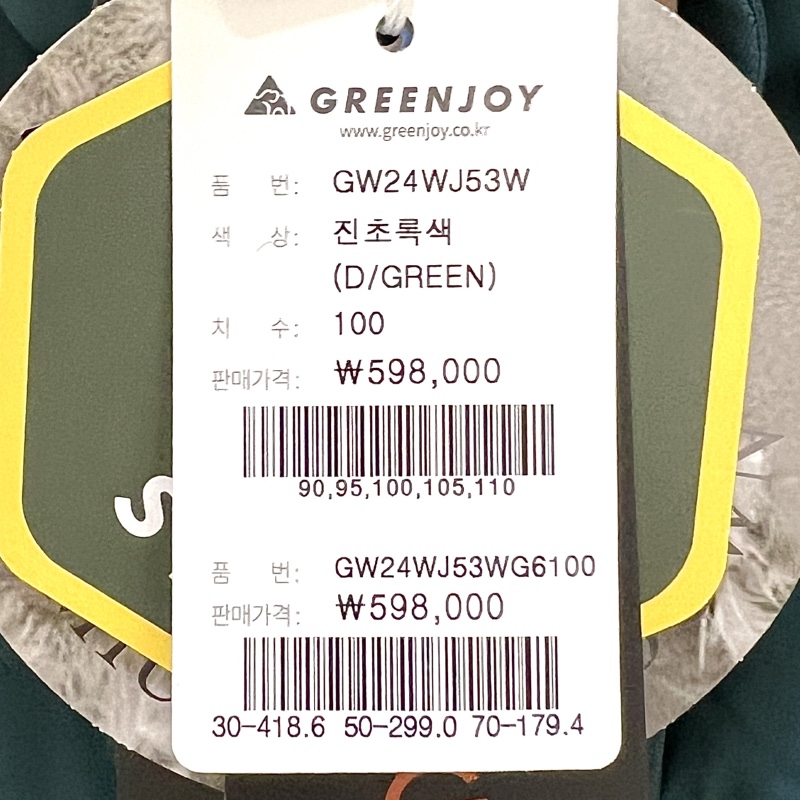 GREENJOY
www.greenjoy.co.kr
품 번: GW24WJ53W
색 상: 진초록색
(D/GREEN)
치 수: 100
판매가격: ₩598,000
90,95,100,105,110
품 번: GW24WJ53WG6100
판매가격: ₩598,000
30-418.6 50-299.0 70-179.4